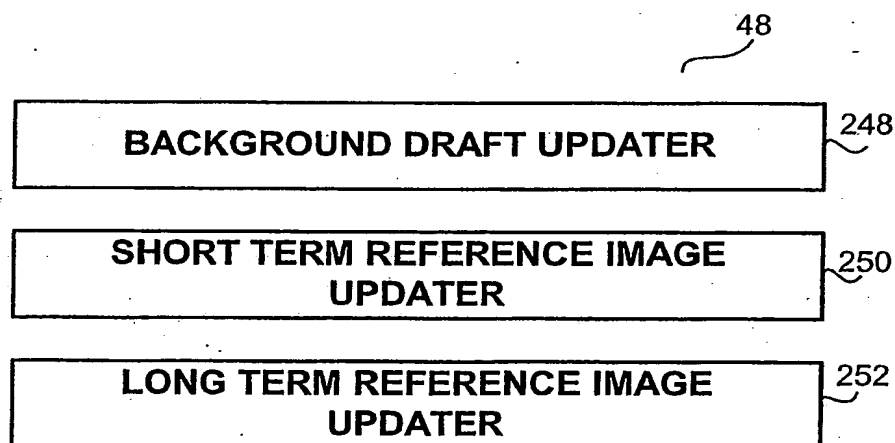 48
BACKGROUND DRAFT UPDATER
248
SHORT TERM REFERENCE IMAGE
UPDATER
250
LONG TERM REFERENCE IMAGE
UPDATER
252